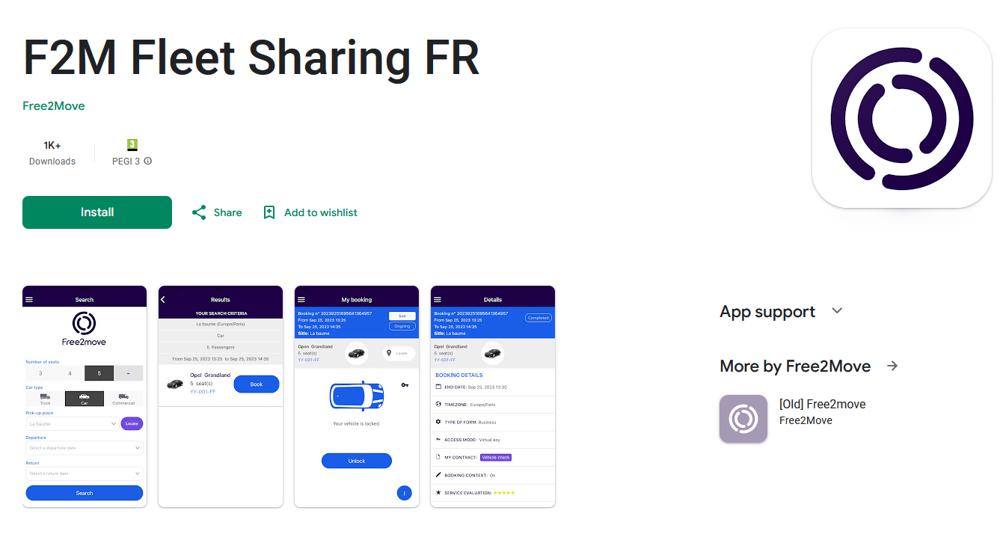 F2M Fleet Sharing FR
Free2Move
1K+
Downloads
3
PEGI 3
Install
Share
Add to wishlist
Search
Free2move
Number of seats
3 4 5 -
Car type
Truck Car Commercial
Pick-up place
La baume
Locate
Departure
Select a departure date
Return
Select a return date
Search
Results
YOUR SEARCH CRITERIA
La baume (Europe/Paris)
Car
5 Passengers
From Sep 25, 2023 13:25 to Sep 25, 2023 14:35
Opel Grandland
5 seat(s)
YY-001-FF
Book
My booking
Booking n° 20239251695641364957
From Sep 25, 2023 13:25
To Sep 25, 2023 14:35
Sitle: La baume
See
Ongoing
Open Grandland
5 seat(s)
YY-001-FF
Locate
Your vehicle is locked.
Unlock
Details
Booking n° 20239251695641364957
From Sep 25, 2023 13:25
To Sep 25, 2023 14:35
Sitle: La baume
Completed
Opel Grandland
5 seat(s)
YY-001-FF
BOOKING DETAILS
END DATE: Sep 25, 2023 13:30
TIMEZONE: Europe/Paris
TYPE OF FORM: Business
ACCESS MODE: Virtual key
MY CONTRACT: Vehicle check
BOOKING CONTEXT: Ok
SERVICE EVALUATION: ★★★★★
App support
More by Free2Move
[Old] Free2move
Free2Move